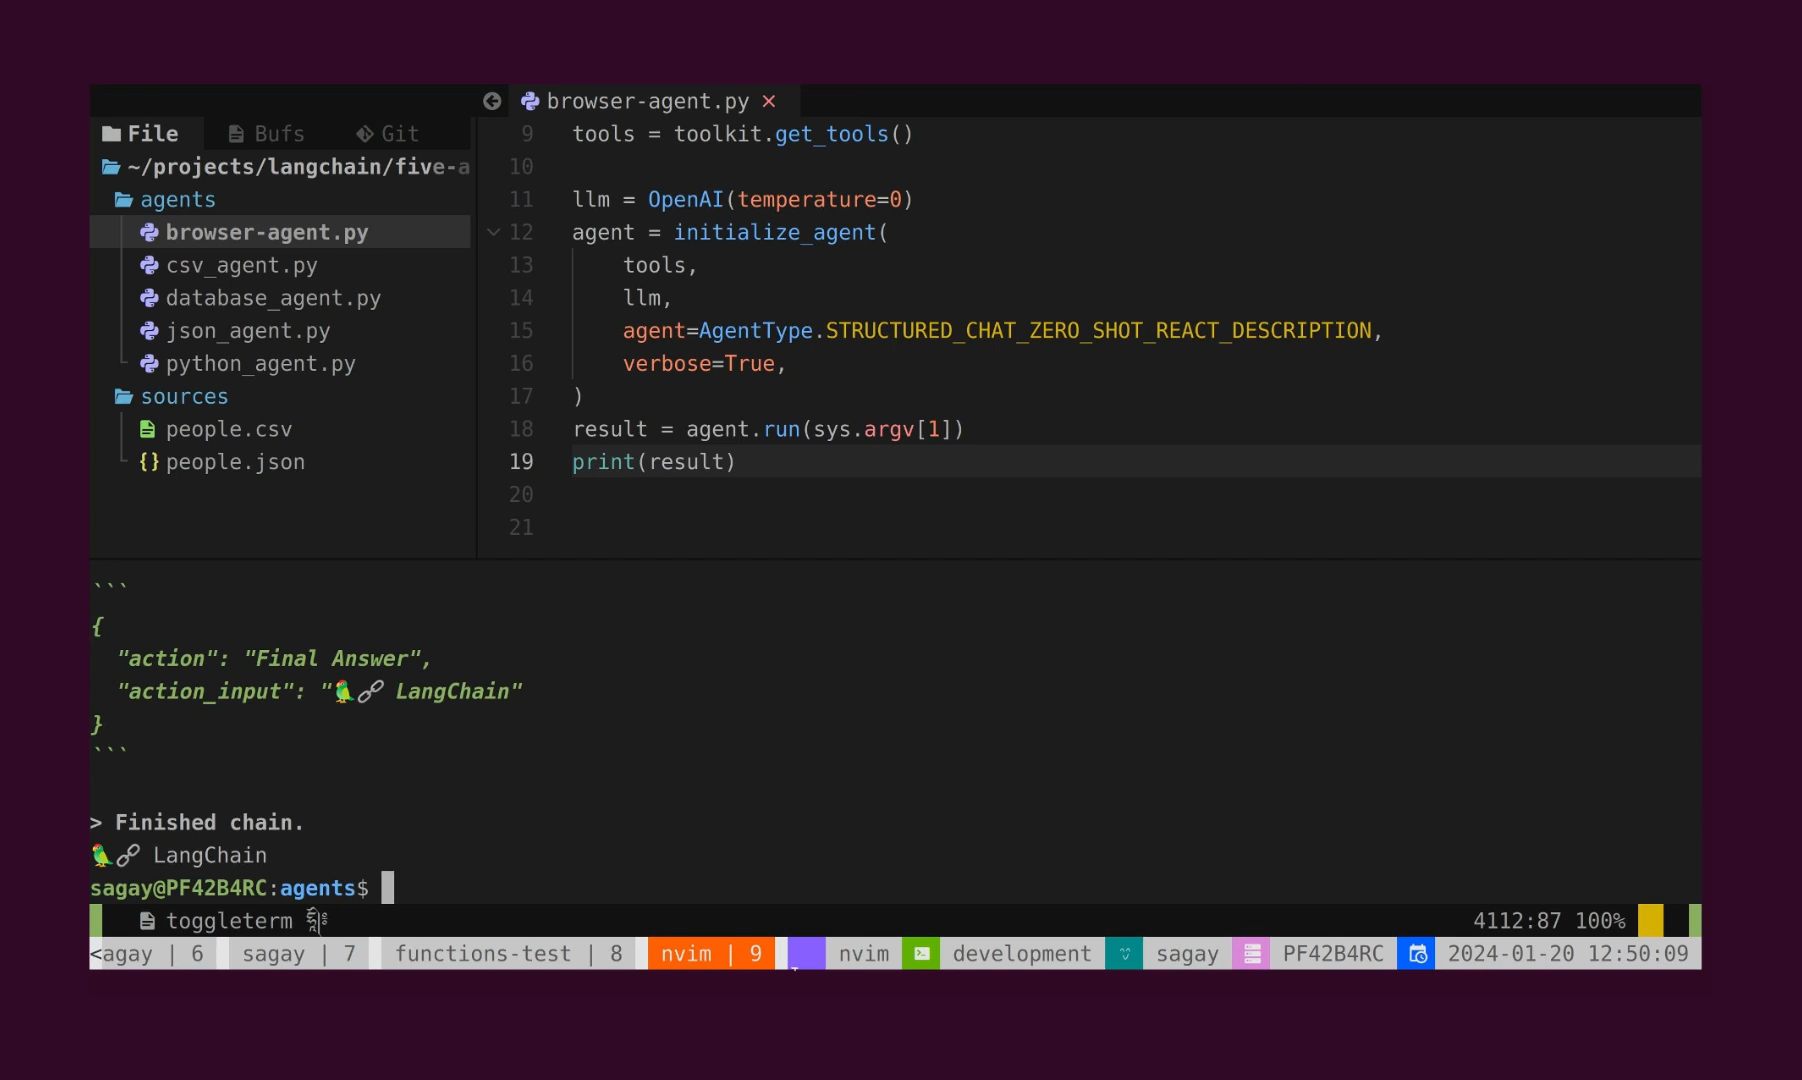 browser-agent.py ×
File Bufs Git
~/projects/langchain/five-a
agents
browser-agent.py
csv_agent.py
database_agent.py
json_agent.py
python_agent.py
sources
people.csv
{} people.json
9 tools = toolkit.get_tools()
10
11 llm = OpenAI(temperature=0)
12 agent = initialize_agent(
13 tools,
14 llm,
15 agent=AgentType.STRUCTURED_CHAT_ZERO_SHOT_REACT_DESCRIPTION,
16 verbose=True,
17 )
18 result = agent.run(sys.argv[1])
19 print(result)
20
21
```
{
"action": "Final Answer",
"action_input": "🦜🔗 LangChain"
}
```
> Finished chain.
🦜🔗 LangChain
sagay@PF42B4RC:agents$
toggleterm 4112:87 100%
<agay | 6 sagay | 7 functions-test | 8 nvim | 9 nvim development sagay PF42B4RC 2024-01-20 12:50:09